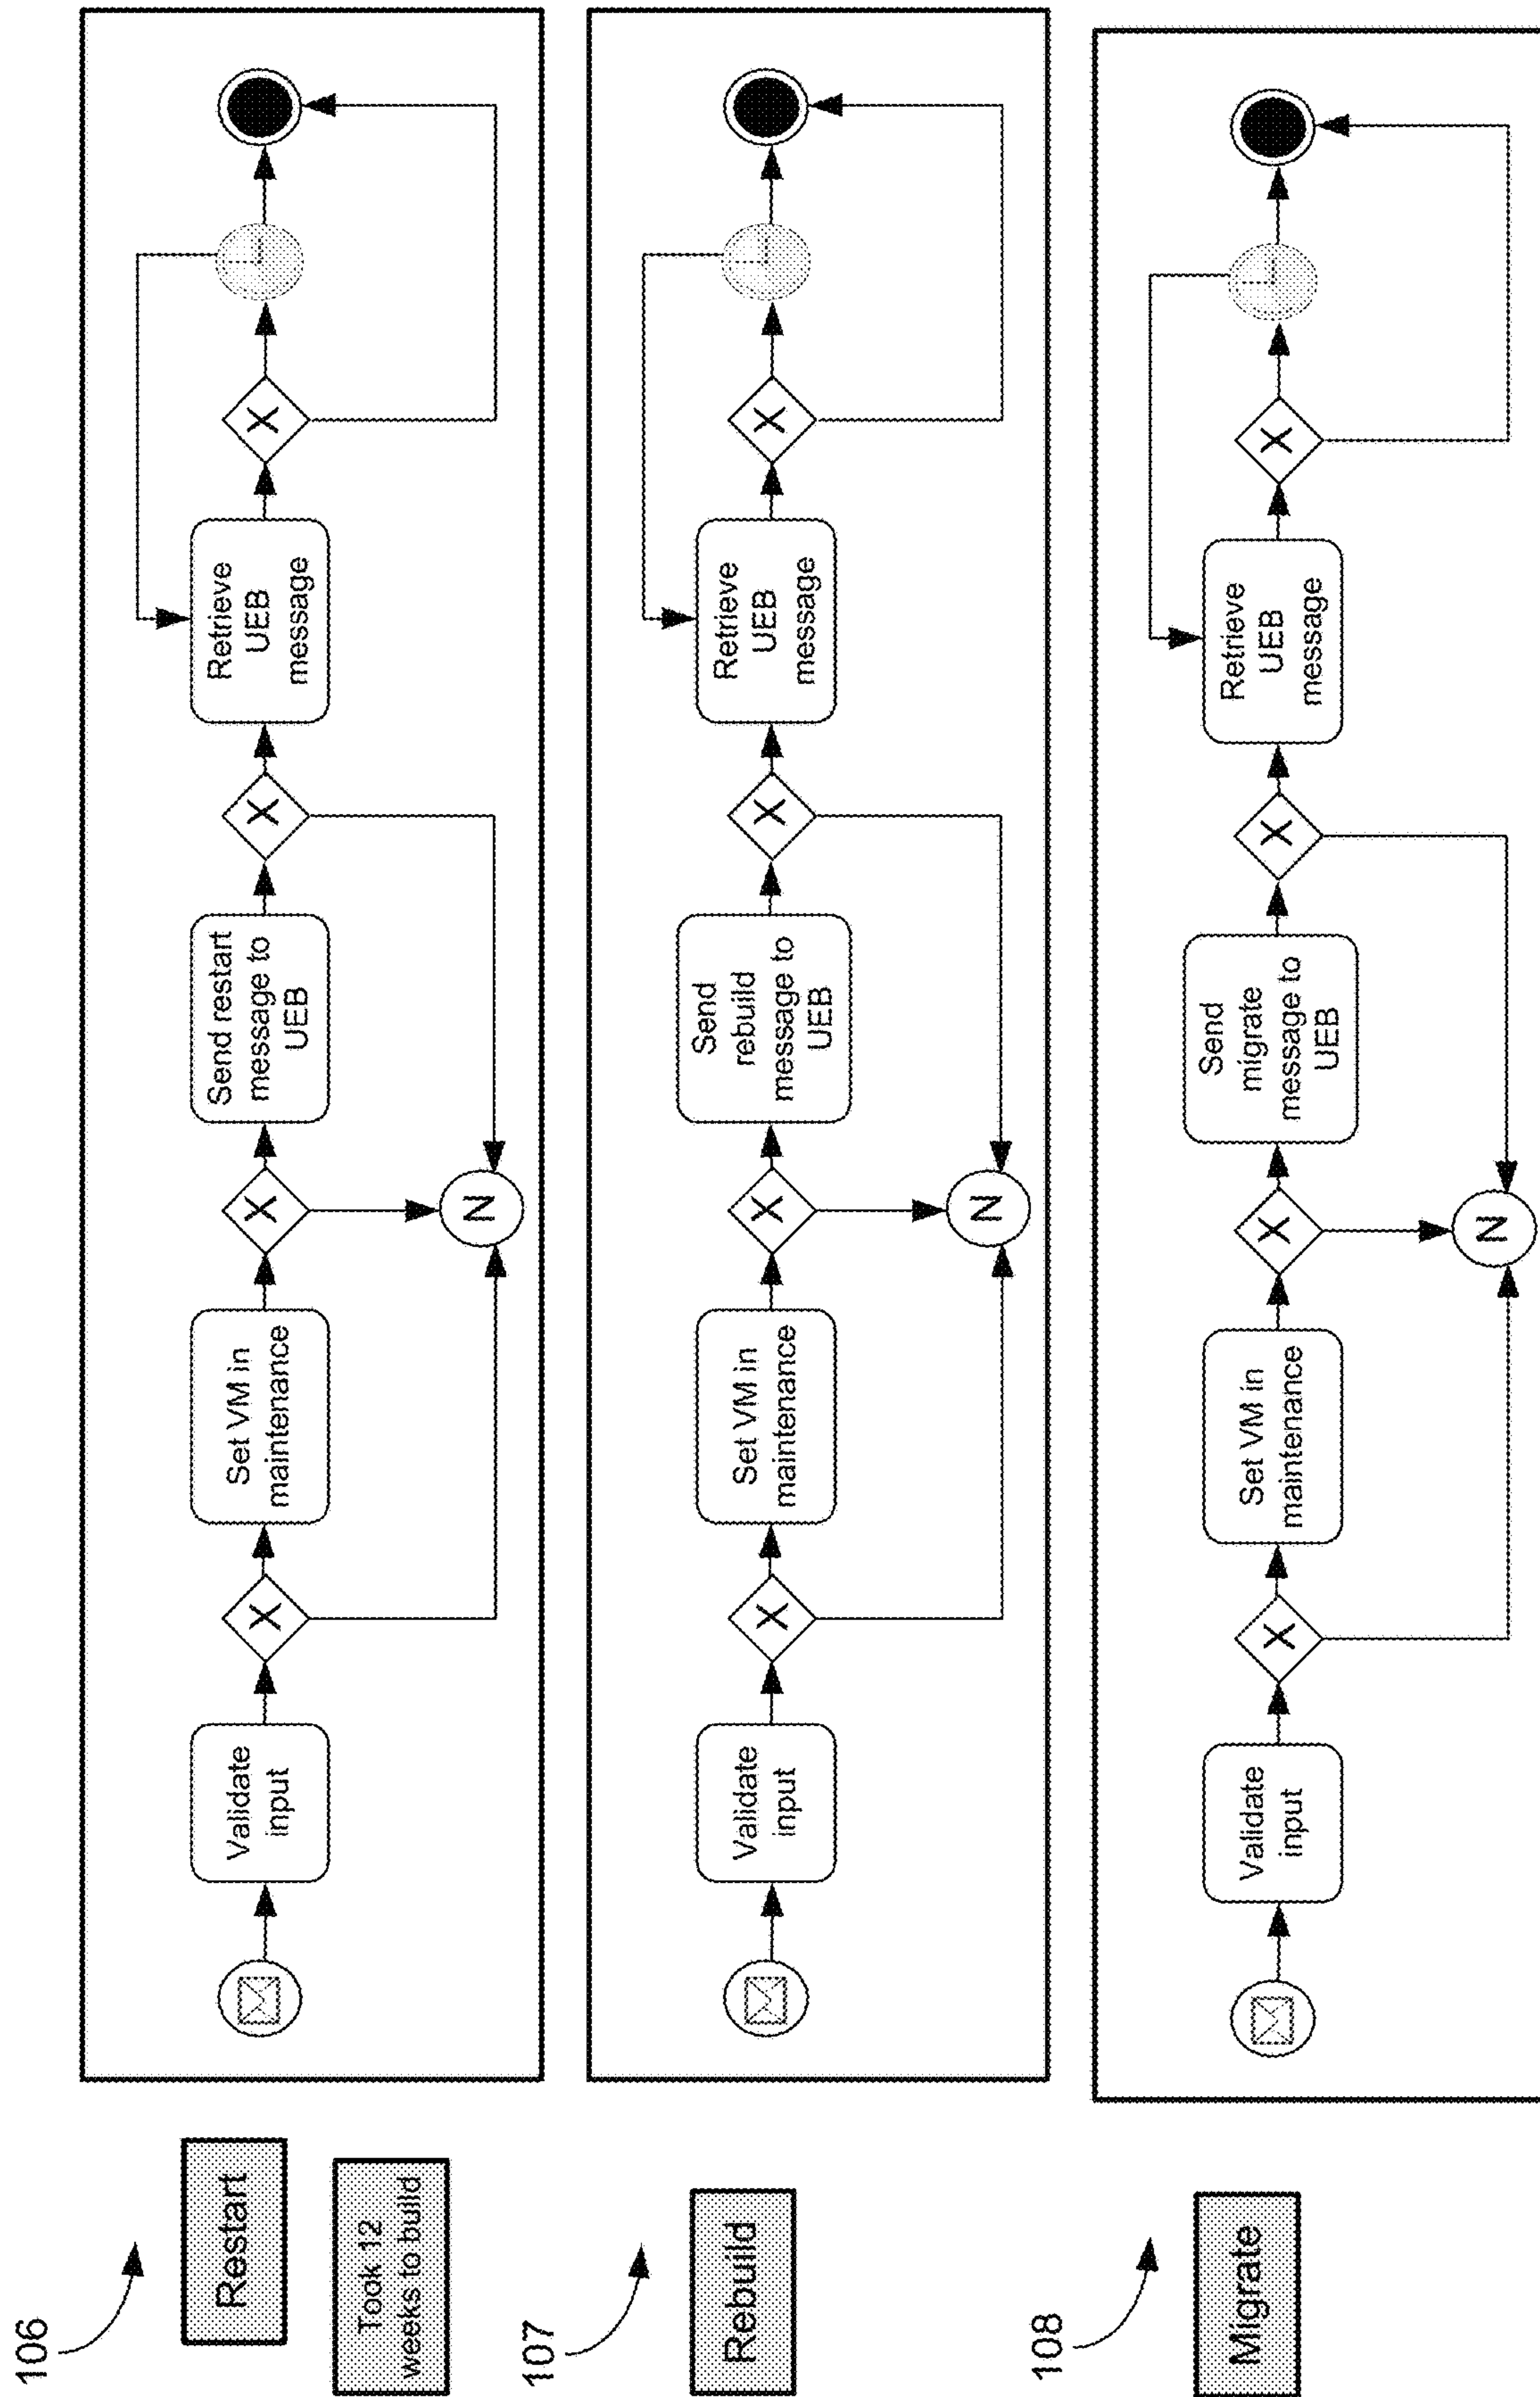 106
Restart
Took 12
weeks to build
Validate
input
X
Set VM in
maintenance
X
Send restart
message to
UEB
X
Retrieve
UEB
message
X
N
107
Rebuild
Validate
input
X
Set VM in
maintenance
X
Send
rebuild
message to
UEB
X
Retrieve
UEB
message
X
N
108
Migrate
Validate
input
X
Set VM in
maintenance
X
Send
migrate
message to
UEB
X
Retrieve
UEB
message
X
N